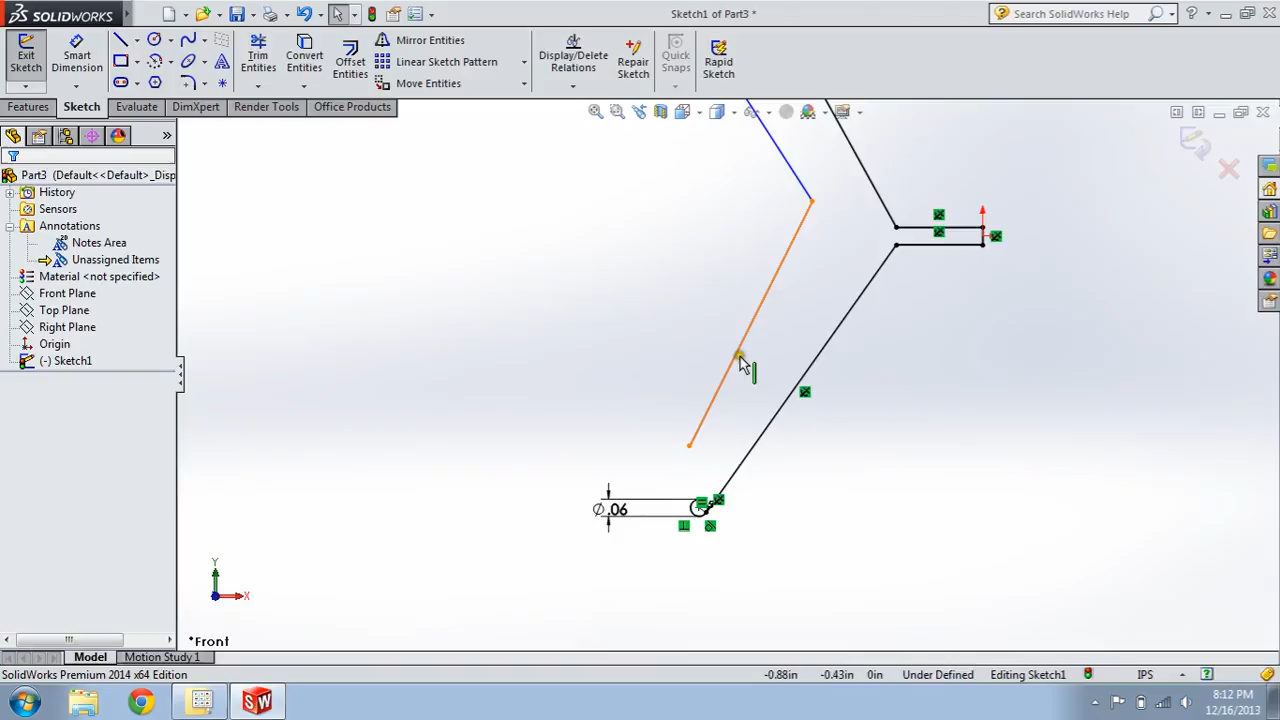 SOLIDWORKS
Sketch1 of Part3 *
Search SolidWorks Help
Exit Sketch
Smart Dimension
Trim Entities
Convert Entities
Offset Entities
Mirror Entities
Linear Sketch Pattern
Move Entities
Display/Delete Relations
Repair Sketch
Quick Snaps
Rapid Sketch
Features
Sketch
Evaluate
DimXpert
Render Tools
Office Products
Part3 (Default<<Default>_Disp
History
Sensors
Annotations
Notes Area
Unassigned Items
Material <not specified>
Front Plane
Top Plane
Right Plane
Origin
(-) Sketch1
Ø.06
Y
X
*Front
Model
Motion Study 1
SolidWorks Premium 2014 x64 Edition
-0.88in
-0.43in
0in
Under Defined
Editing Sketch1
IPS
8:12 PM
12/16/2013